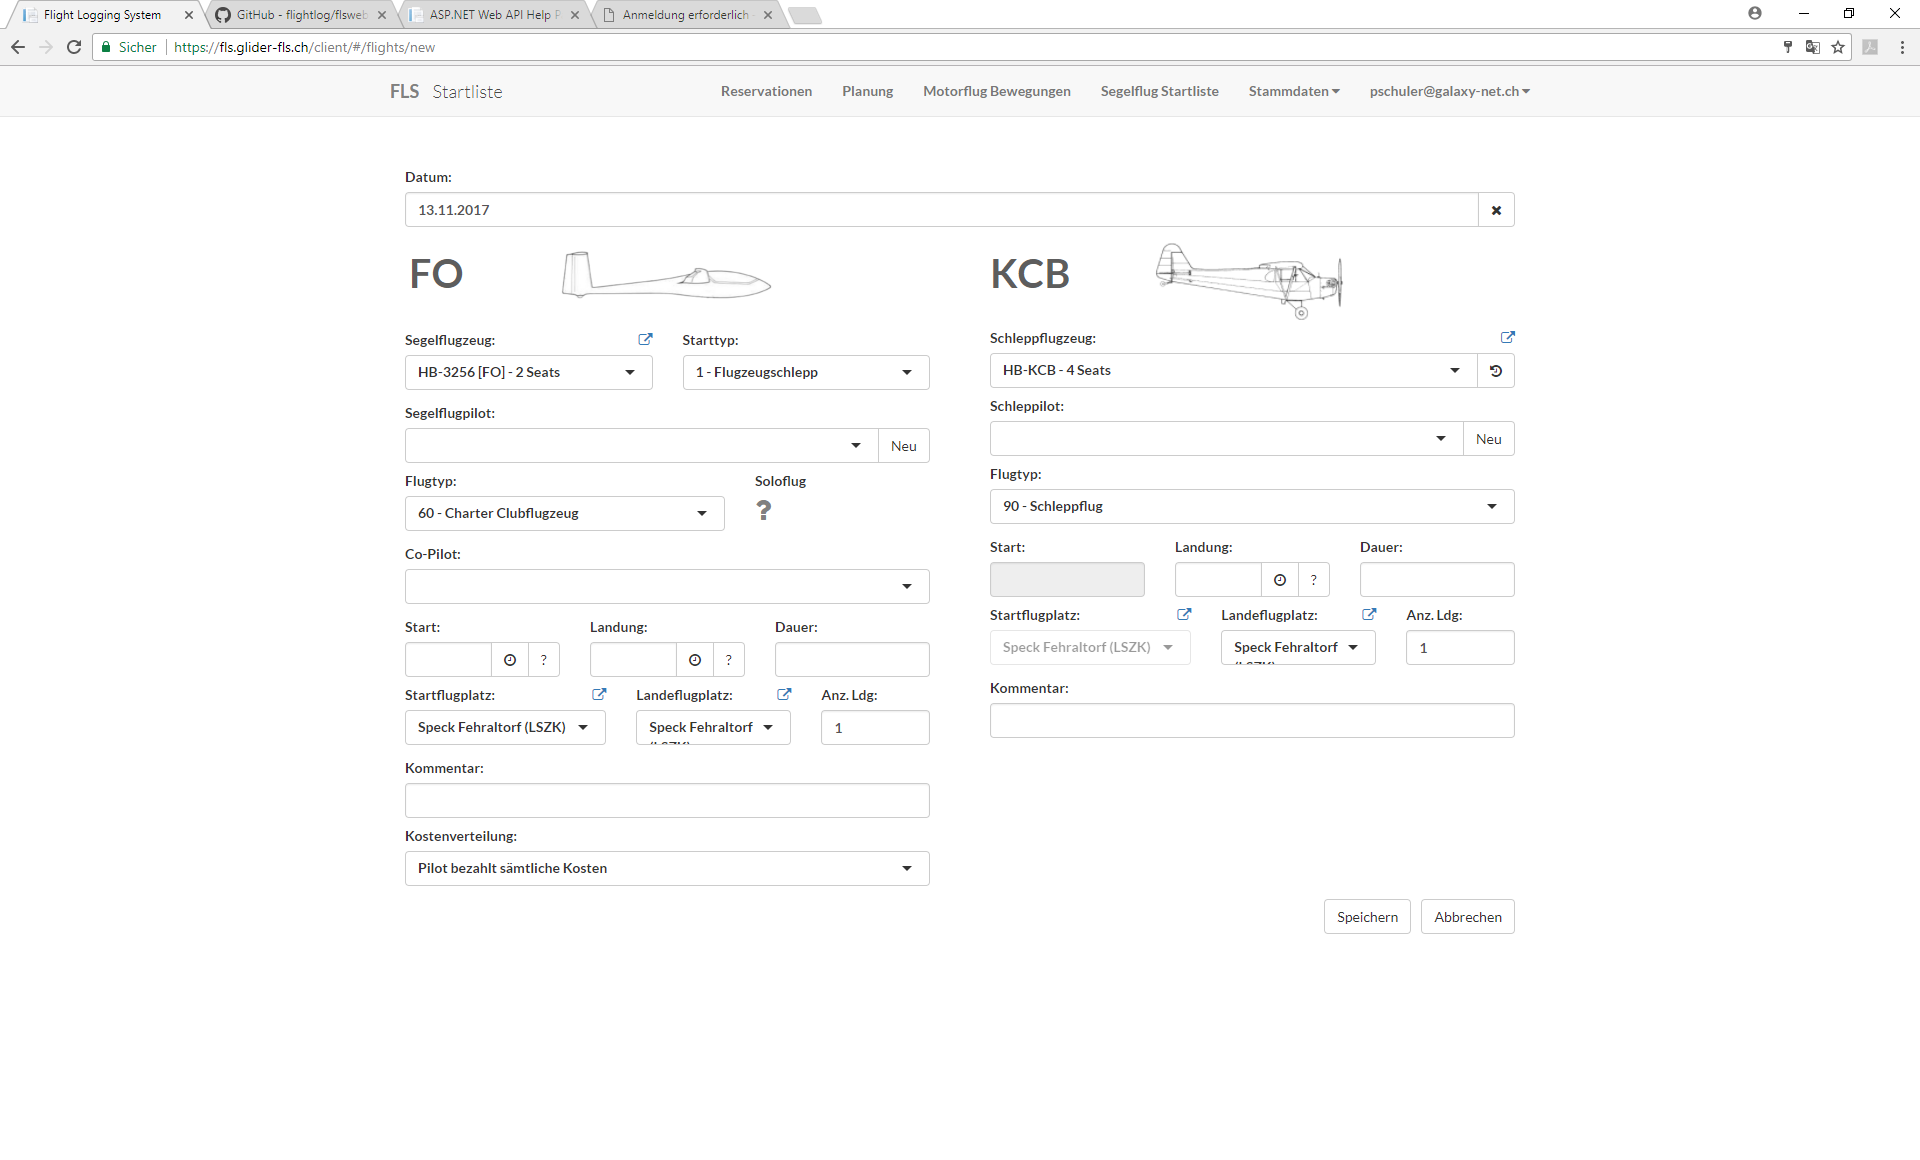 Flight Logging System
GitHub - flightlog/flsweb
ASP.NET Web API Help P
Anmeldung erforderlich -
Sicher
https://fls.glider-fls.ch/client/#/flights/new
FLS Startliste
Reservationen
Planung
Motorflug Bewegungen
Segelflug Startliste
Stammdaten
pschuler@galaxy-net.ch
Datum:
13.11.2017
FO
KCB
Segelflugzeug:
Starttyp:
HB-3256 [FO] - 2 Seats
1 - Flugzeugschlepp
Segelflugpilot:
Neu
Flugtyp:
Soloflug
60 - Charter Clubflugzeug
?
Co-Pilot:
Start:
Landung:
Dauer:
?
?
Startflugplatz:
Landeflugplatz:
Anz. Ldg:
Speck Fehraltorf (LSZK)
Speck Fehraltorf
(LSZK)
1
Kommentar:
Kostenverteilung:
Pilot bezahlt sämtliche Kosten
Schleppflugzeug:
HB-KCB - 4 Seats
Schleppilot:
Neu
Flugtyp:
90 - Schleppflug
Start:
Landung:
Dauer:
?
Startflugplatz:
Landeflugplatz:
Anz. Ldg:
Speck Fehraltorf (LSZK)
Speck Fehraltorf
(LSZK)
1
Kommentar:
Speichern
Abbrechen